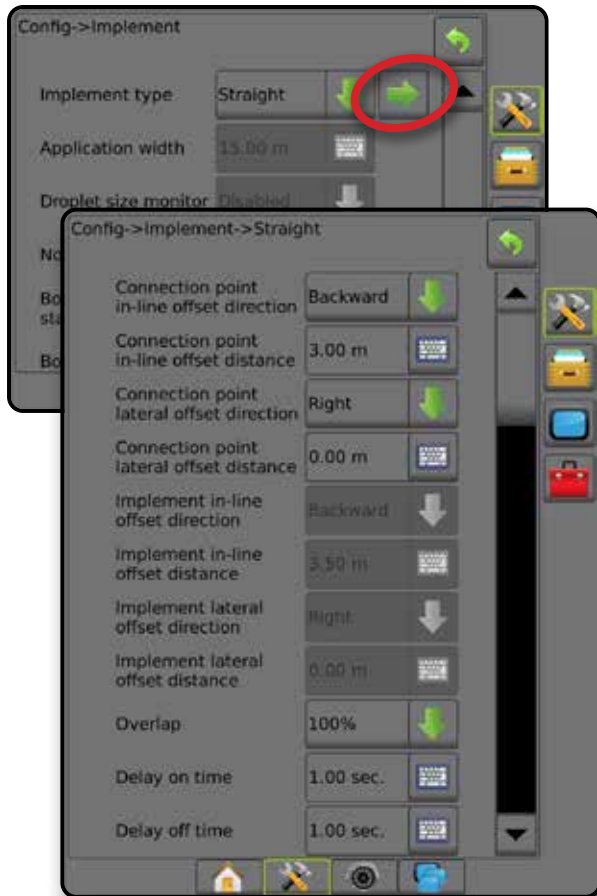 Config->Implement
Implement type
Straight
Application width
15.00 m
Droplet size monitor
Disabled
Config->Implement->Straight
Connection point
in-line offset direction
Backward
Connection point
in-line offset distance
3.00 m
Connection point
lateral offset direction
Right
Connection point
lateral offset distance
0.00 m
Implement in-line
offset direction
Backward
Implement in-line
offset distance
3.50 m
Implement lateral
offset direction
Right
Implement lateral
offset distance
0.00 m
Overlap
100%
Delay on time
1.00 sec.
Delay off time
1.00 sec.